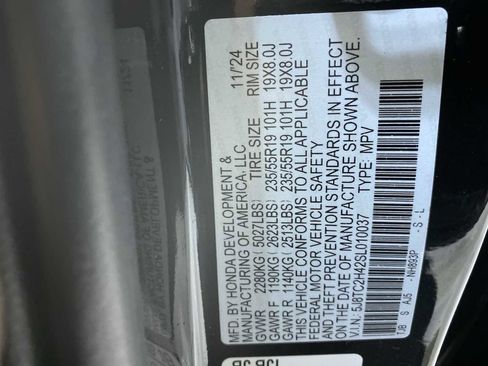 MFD. BY HONDA DEVELOPMENT & 11/24
MANUFACTURING OF AMERICA, LLC
TIRE SIZE RIM SIZE
GVWR 2280KG (5027LBS)
GAWR F 1190KG (2623LBS) 235/55R19 101H 19X8.0J
GAWR R 1140KG (2513LBS) 235/55R19 101H 19X8.0J
THIS VEHICLE CONFORMS TO ALL APPLICABLE
FEDERAL MOTOR VEHICLE SAFETY
AND THEFT PREVENTION STANDARDS IN EFFECT
ON THE DATE OF MANUFACTURE SHOWN ABOVE.
V.I.N.: 5J8TC2H42SL010037 TYPE: MPV
TJB S AJ5 -NH893P -S-L